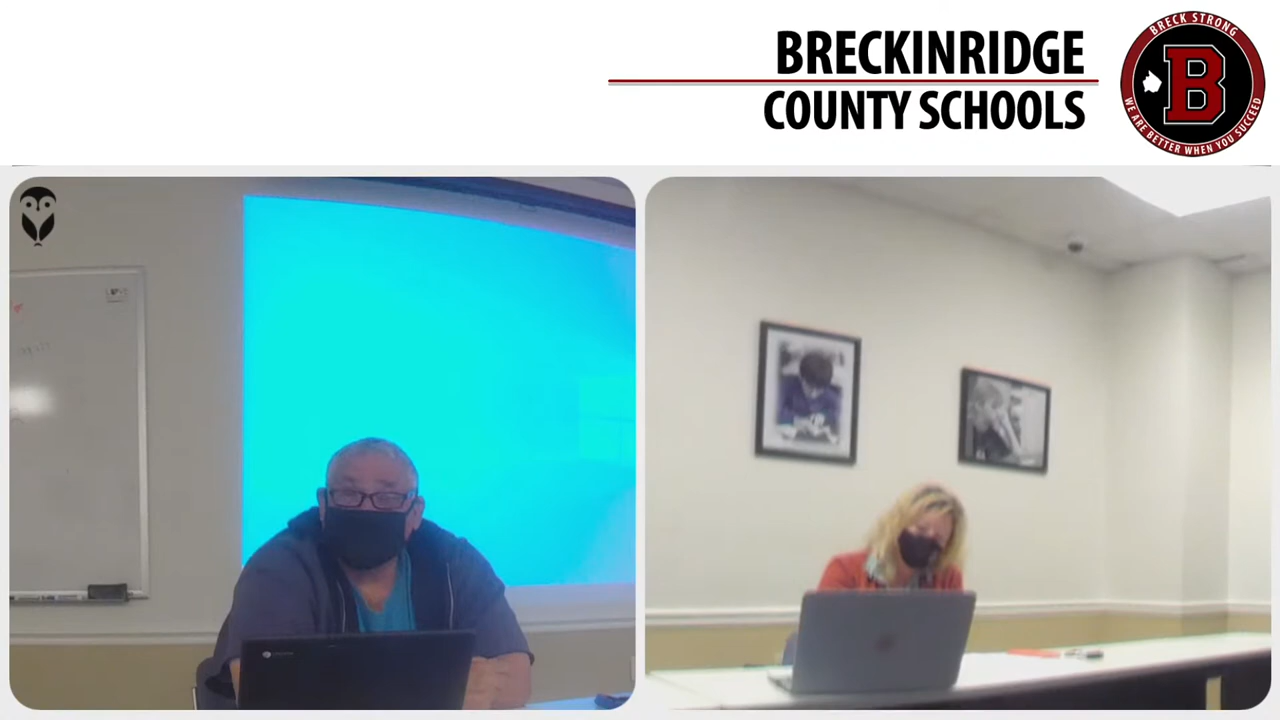 BRECKINRIDGE
COUNTY SCHOOLS
BRECK STRONG
B
WE ARE BETTER WHEN YOU SUCCEED